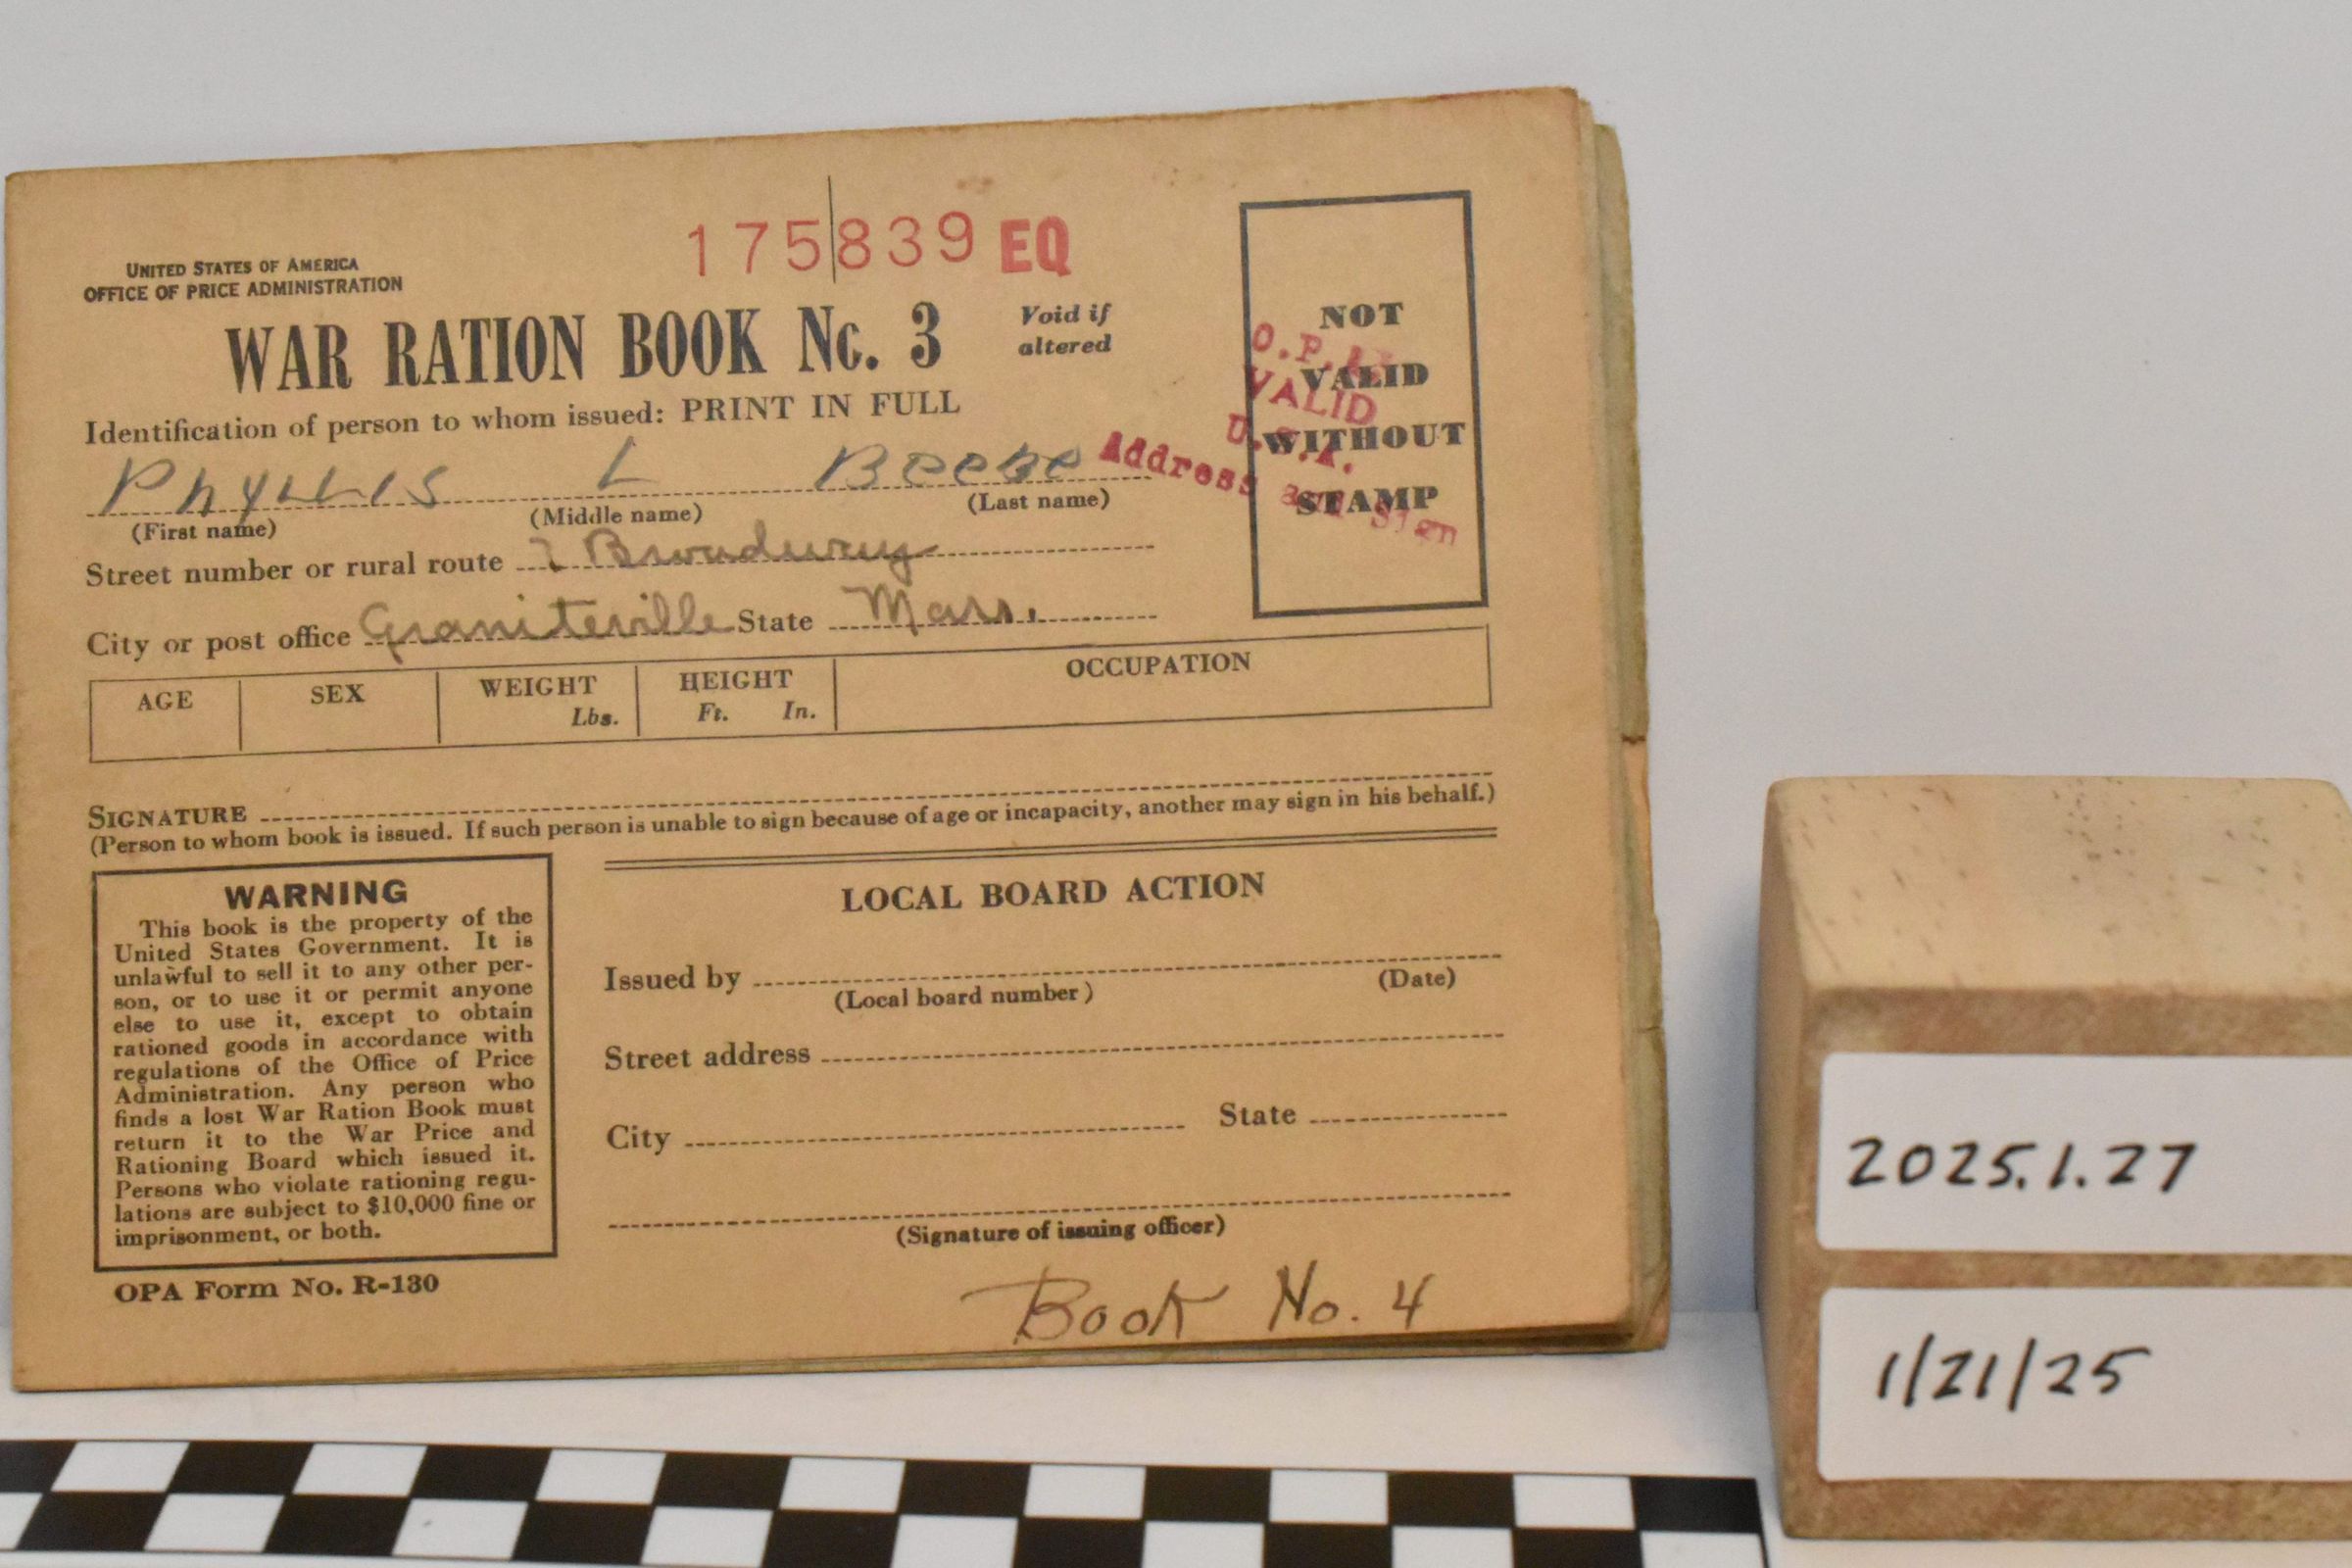 175839 EQ
UNITED STATES OF AMERICA
OFFICE OF PRICE ADMINISTRATION
WAR RATION BOOK No. 3
Void if
altered
Identification of person to whom issued: PRINT IN FULL
Phyllis L Beebe
(First name) (Middle name) (Last name)
Street number or rural route Broadway
City or post office Graniteville State Mass.
NOT
VALID
WITHOUT
STAMP
O.P.A.
VALID
U.S.A.
Address and Sign
AGE SEX WEIGHT Lbs. HEIGHT Ft. In. OCCUPATION
SIGNATURE
(Person to whom book is issued. If such person is unable to sign because of age or incapacity, another may sign in his behalf.)
WARNING
This book is the property of the
United States Government. It is
unlawful to sell it to any other per-
son, or to use it or permit anyone
else to use it, except to obtain
rationed goods in accordance with
regulations of the Office of Price
Administration. Any person who
finds a lost War Ration Book must
return it to the War Price and
Rationing Board which issued it.
Persons who violate rationing regu-
lations are subject to $10,000 fine or
imprisonment, or both.
OPA Form No. R-130
LOCAL BOARD ACTION
Issued by
(Local board number) (Date)
Street address
City State
(Signature of issuing officer)
Book No. 4
2025.1.27
1/21/25